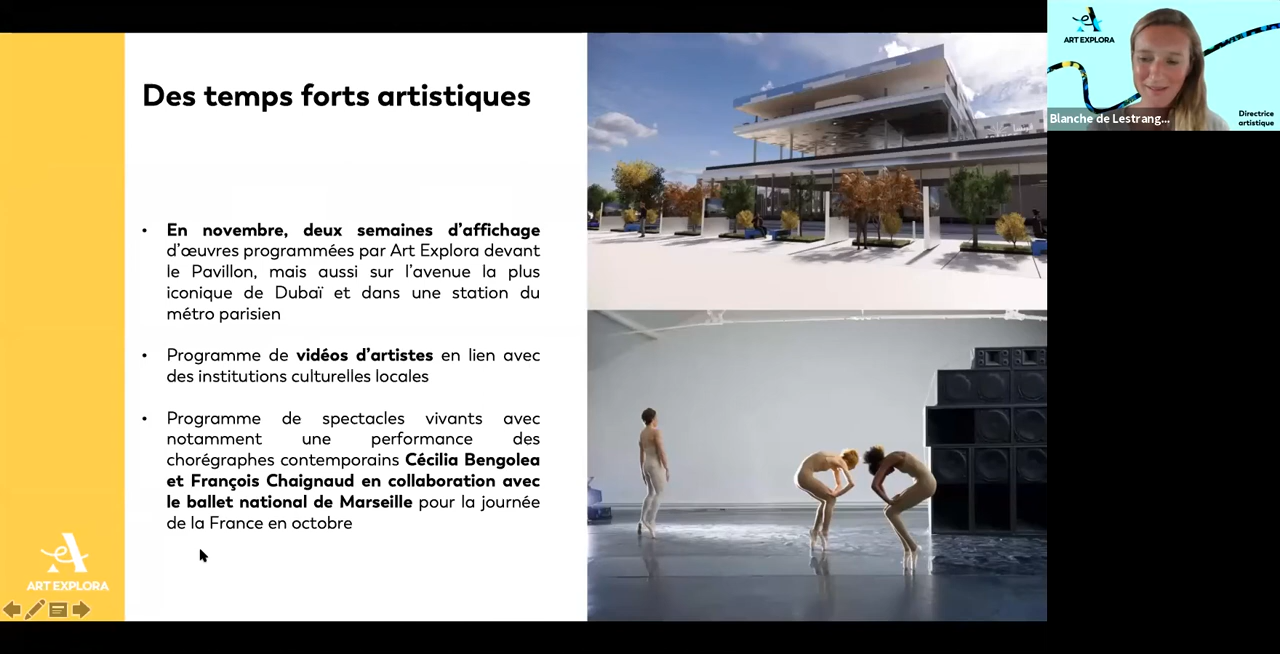 Des temps forts artistiques
• En novembre, deux semaines d’affichage
d’œuvres programmées par Art Explora devant
le Pavillon, mais aussi sur l’avenue la plus
iconique de Dubaï et dans une station du
métro parisien
• Programme de vidéos d’artistes en lien avec
des institutions culturelles locales
• Programme de spectacles vivants avec
notamment une performance des
chorégraphes contemporains Cécilia Bengolea
et François Chaignaud en collaboration avec
le ballet national de Marseille pour la journée
de la France en octobre
ART EXPLORA
ART EXPLORA
Blanche de Lestrang...
Directrice
artistique